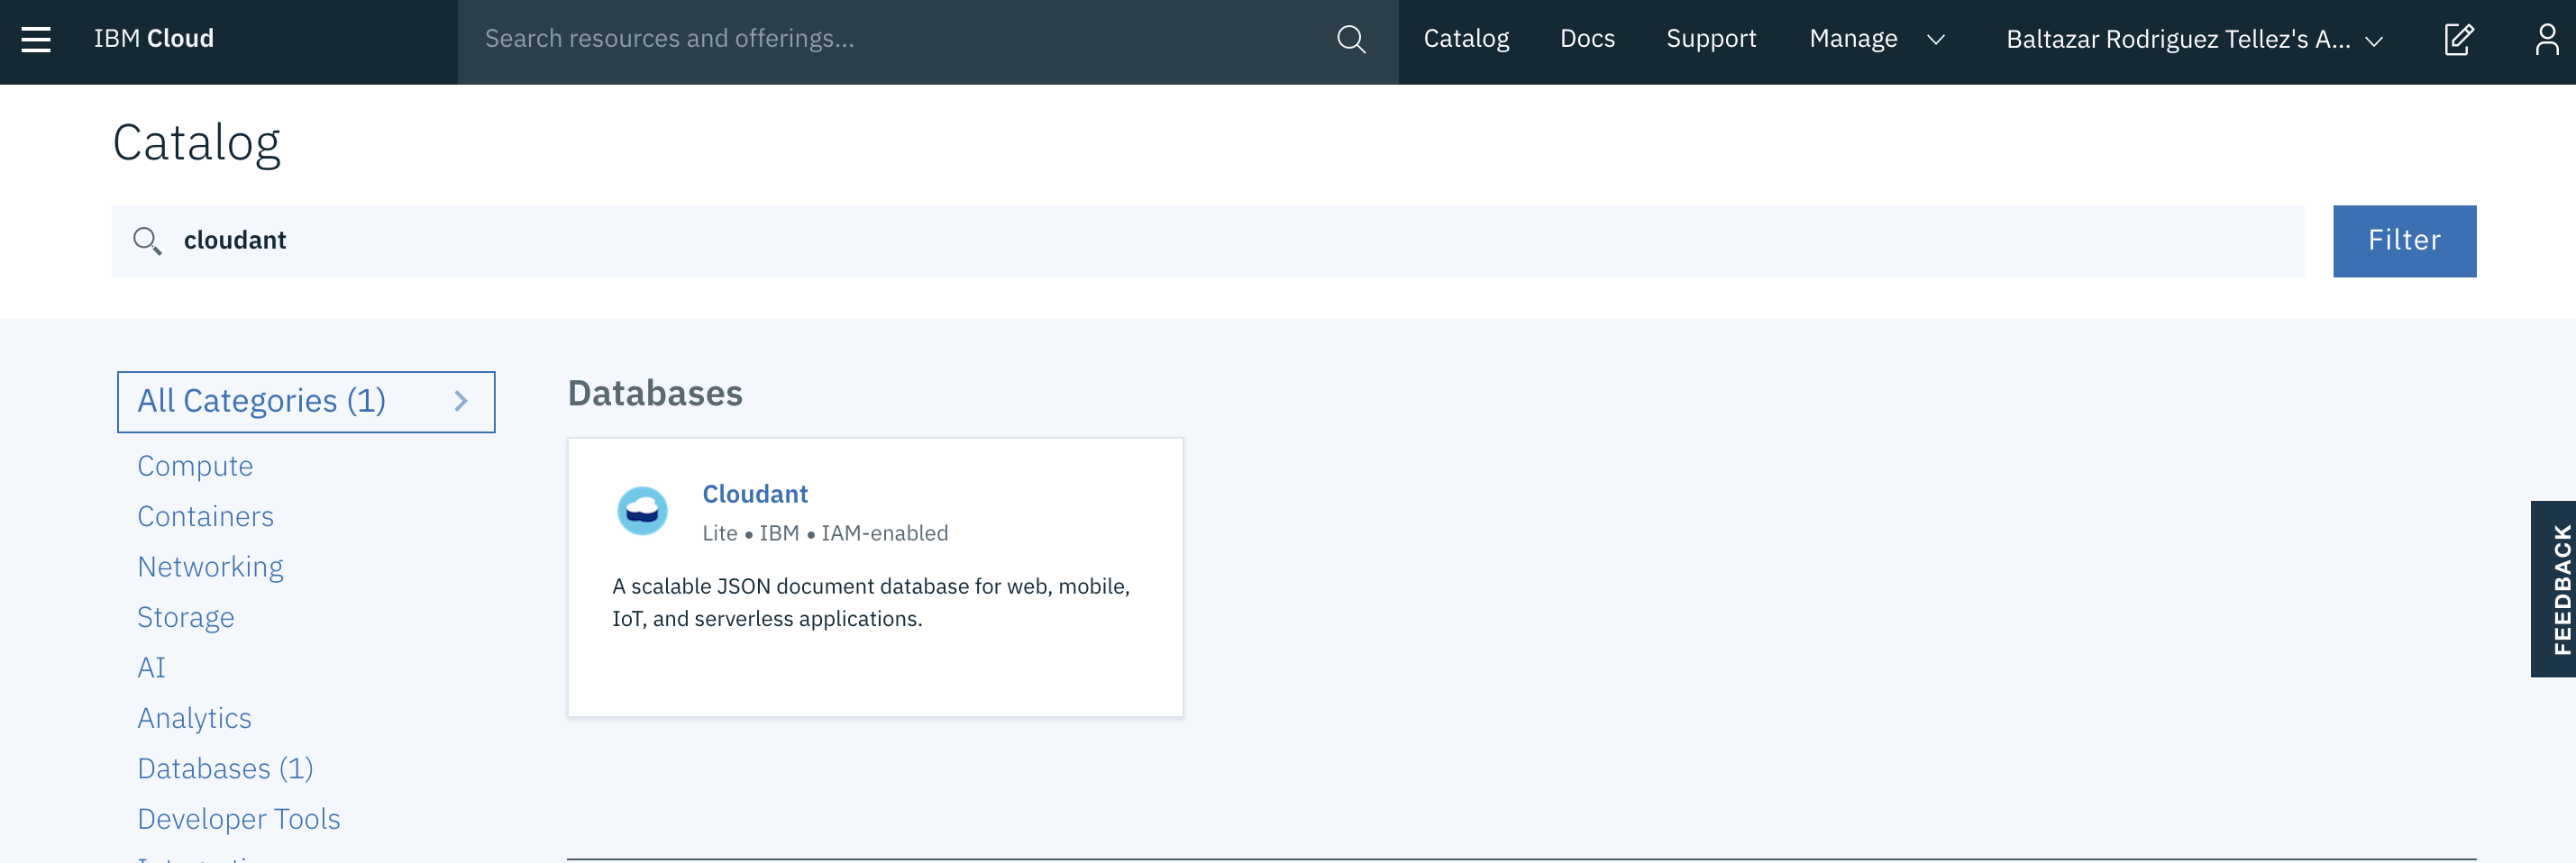 IBM Cloud
Search resources and offerings...
Catalog
Docs
Support
Manage
Baltazar Rodriguez Tellez's A...
Catalog
cloudant
Filter
All Categories (1)
Compute
Containers
Networking
Storage
AI
Analytics
Databases (1)
Developer Tools
Databases
Cloudant
Lite • IBM • IAM-enabled
A scalable JSON document database for web, mobile,
IoT, and serverless applications.
FEEDBACK